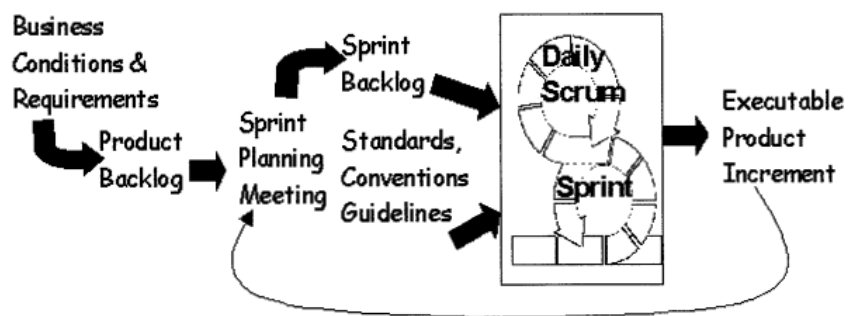 Business
Conditions &
Requirements
Product
Backlog
Sprint
Planning
Meeting
Sprint
Backlog
Standards,
Conventions
Guidelines
Daily
Scrum
Sprint
Executable
Product
Increment